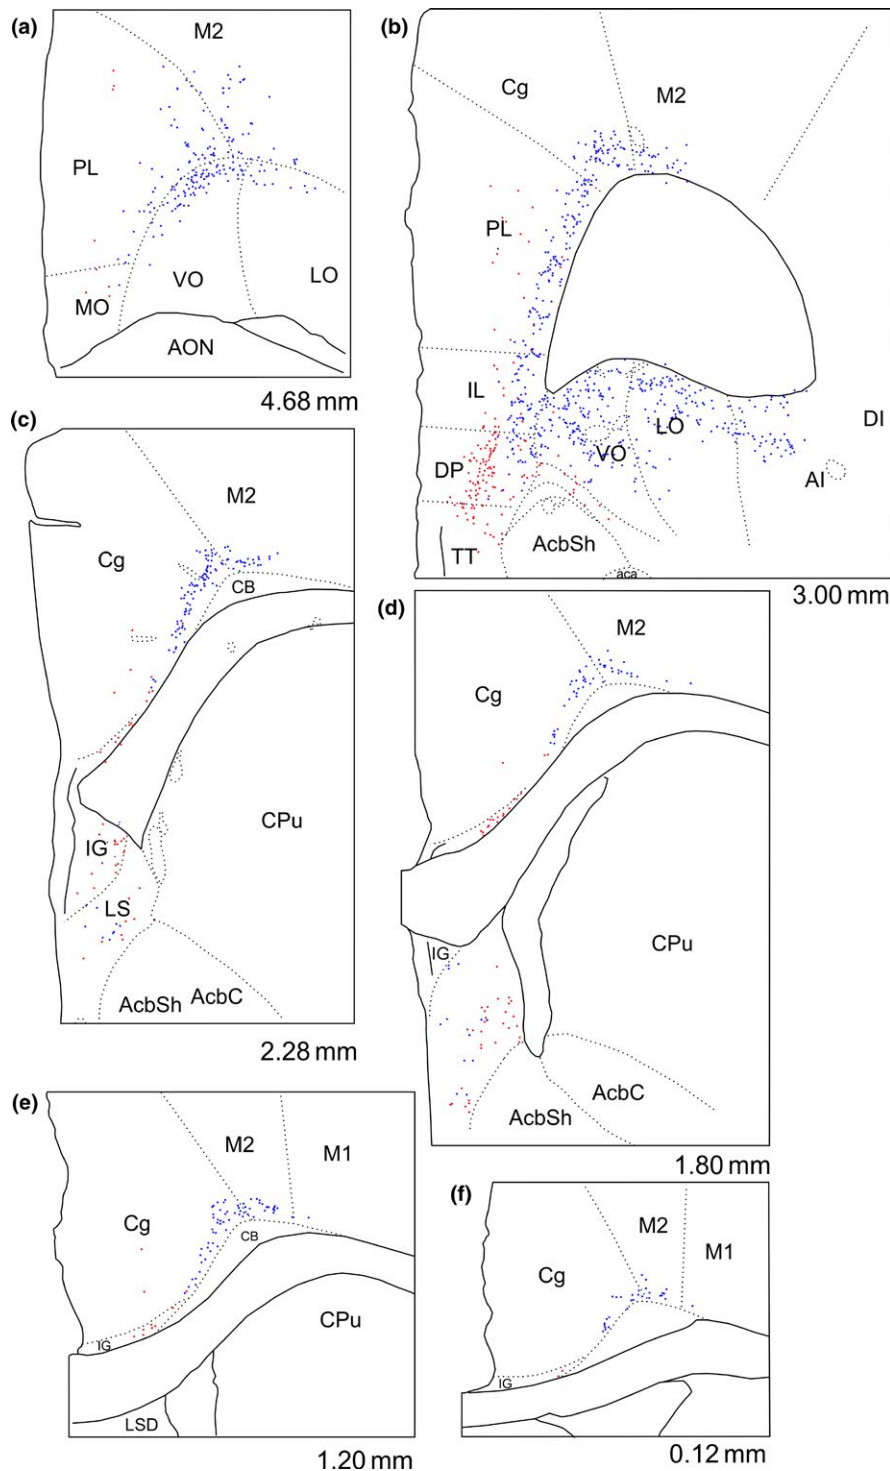 (a)
M2
PL
MO
VO
LO
AON
4.68 mm
(b)
Cg
M2
PL
IL
DP
TT
VO
LO
AI
DI
AcbSh
aca
3.00 mm
(c)
M2
Cg
CB
CPu
IG
LS
AcbSh
AcbC
2.28 mm
(d)
M2
Cg
IG
CPu
AcbC
AcbSh
1.80 mm
(e)
M2
M1
Cg
CB
IG
CPu
LSD
1.20 mm
(f)
M2
M1
Cg
IG
0.12 mm